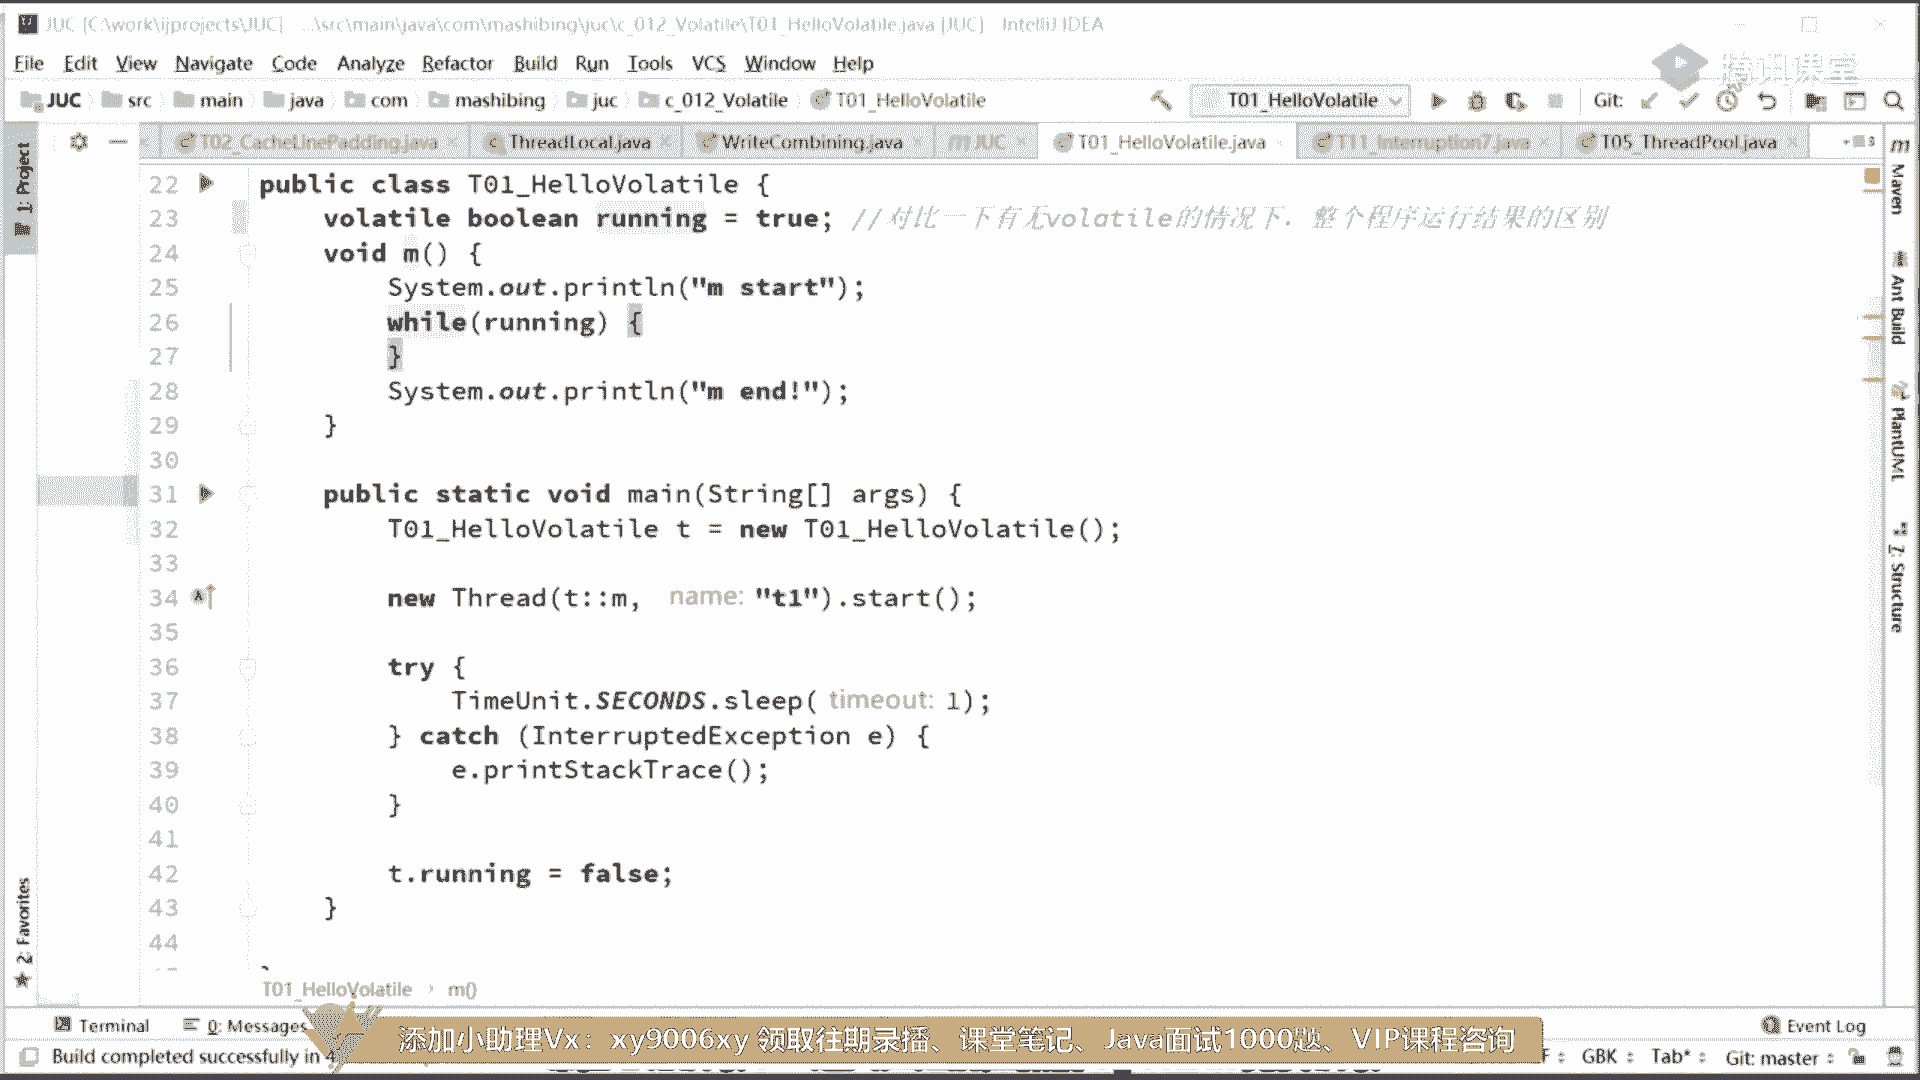 JUC [C:\work\ijprojects\JUC] ...\src\main\java\com\mashibing\juc\c_012_Volatile\T01_HelloVolatile.java [JUC] IntelliJ IDEA
File Edit View Navigate Code Analyze Refactor Build Run Tools VCS Window Help
腾讯课堂
JUC src main java com mashibing juc c_012_Volatile T01_HelloVolatile T01_HelloVolatile Git:
T02_CacheLinePadding.java ThreadLocal.java WriteCombining.java JUC T01_HelloVolatile.java T11_Interruption7.java T05_ThreadPool.java
1: Project
22 public class T01_HelloVolatile {
23 volatile boolean running = true; //对比一下有无volatile的情况下，整个程序运行结果的区别
24 void m() {
25 System.out.println("m start");
26 while(running) {
27 }
28 System.out.println("m end!");
29 }
30
31 public static void main(String[] args) {
32 T01_HelloVolatile t = new T01_HelloVolatile();
33
34 new Thread(t::m, name: "t1").start();
35
36 try {
37 TimeUnit.SECONDS.sleep( timeout: 1);
38 } catch (InterruptedException e) {
39 e.printStackTrace();
40 }
41
42 t.running = false;
43 }
44
Maven
Ant Build
PlantUML
Z: Structure
2: Favorites
T01_HelloVolatile › m()
Terminal 0: Messages Event Log
添加小助理Vx：xy9006xy 领取往期录播、课堂笔记、Java面试1000题、VIP课程咨询
Build completed successfully in 4 GBK Tab* Git: master